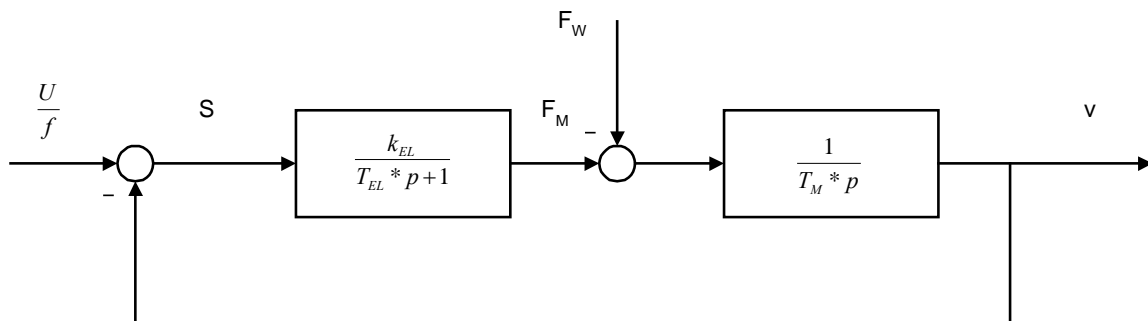 F_W
U/f
S
F_M
v
−
k_EL / T_EL * p + 1
1 / T_M * p
−